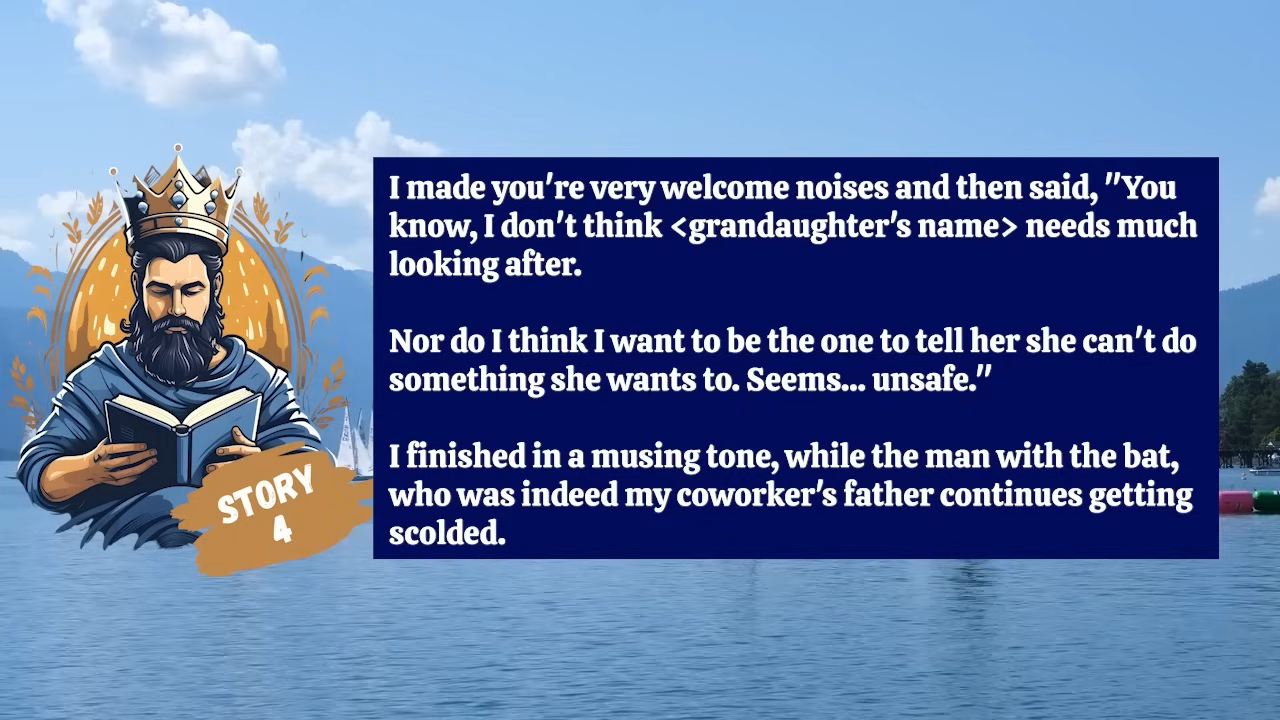 I made you're very welcome noises and then said, "You
know, I don't think <grandaughter's name> needs much
looking after.
Nor do I think I want to be the one to tell her she can't do
something she wants to. Seems... unsafe."
I finished in a musing tone, while the man with the bat,
who was indeed my coworker's father continues getting
scolded.
STORY
4